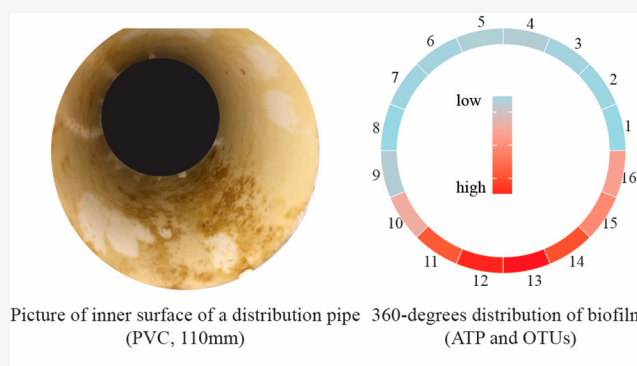 5
4
6
3
7
2
low
8
1
9
high
16
10
15
11
14
12
13
Picture of inner surface of a distribution pipe
(PVC, 110mm)
360-degrees distribution of biofilm
(ATP and OTUs)